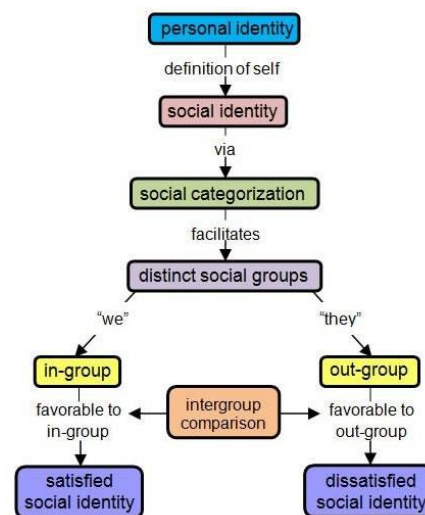 personal identity
definition of self
social identity
via
social categorization
facilitates
distinct social groups
“we”
“they”
in-group
out-group
favorable to
in-group
intergroup
comparison
favorable to
out-group
satisfied
social identity
dissatisfied
social identity